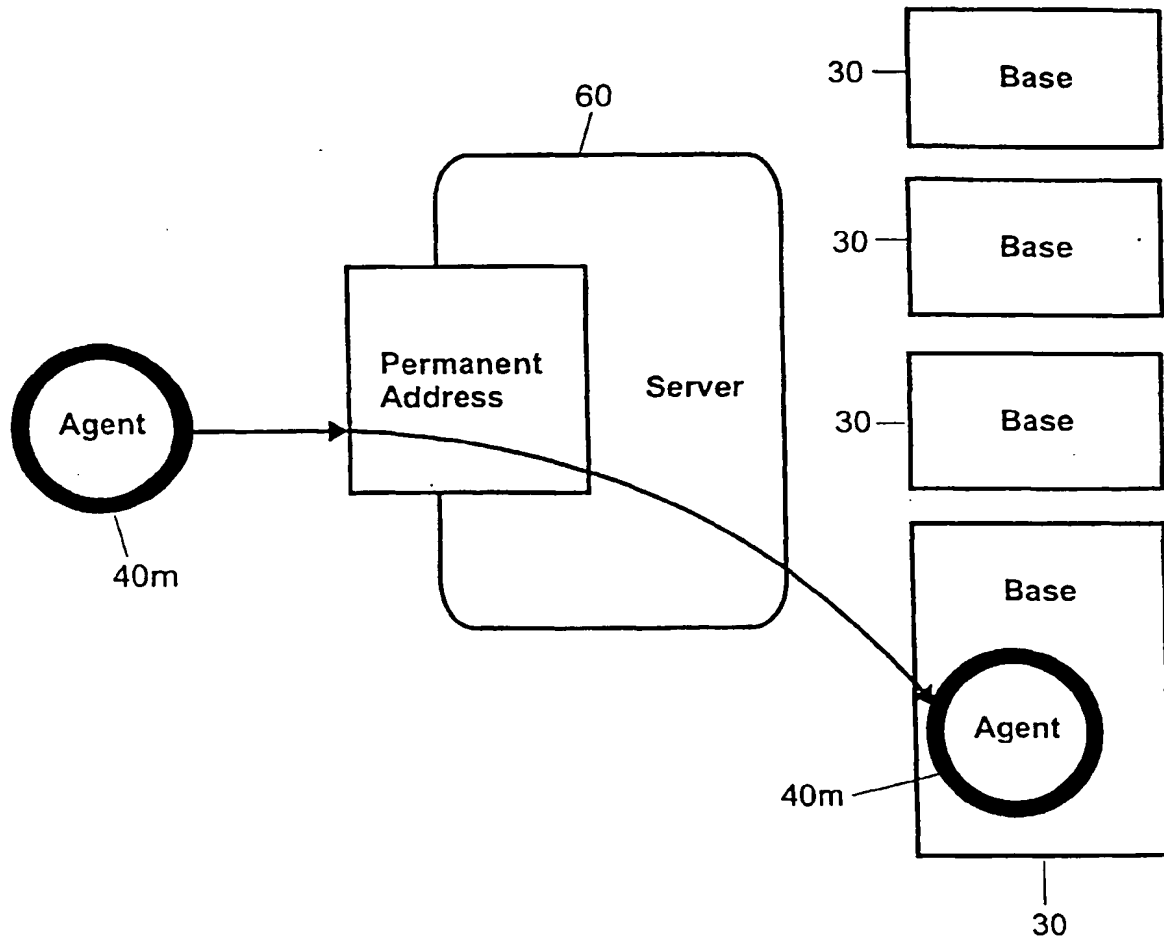 30
Base
60
30
Base
Permanent
Address
Server
30
Base
Agent
40m
Base
Agent
40m
30